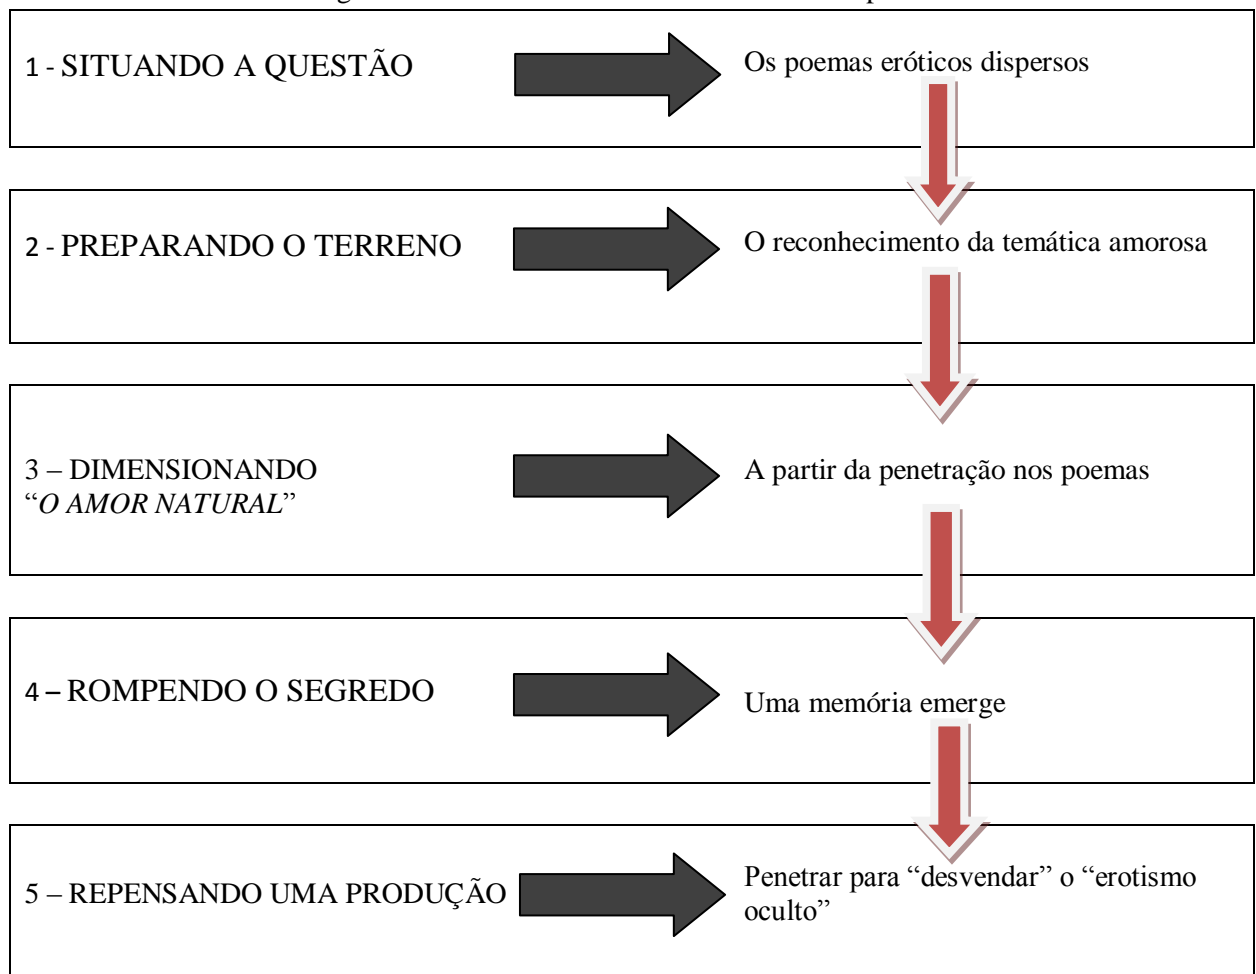 1 - SITUANDO A QUESTÃO
Os poemas eróticos dispersos
2 - PREPARANDO O TERRENO
O reconhecimento da temática amorosa
3 – DIMENSIONANDO
“O AMOR NATURAL”
A partir da penetração nos poemas
4 – ROMPENDO O SEGREDO
Uma memória emerge
5 – REPENSANDO UMA PRODUÇÃO
Penetrar para “desvendar” o “erotismo
oculto”